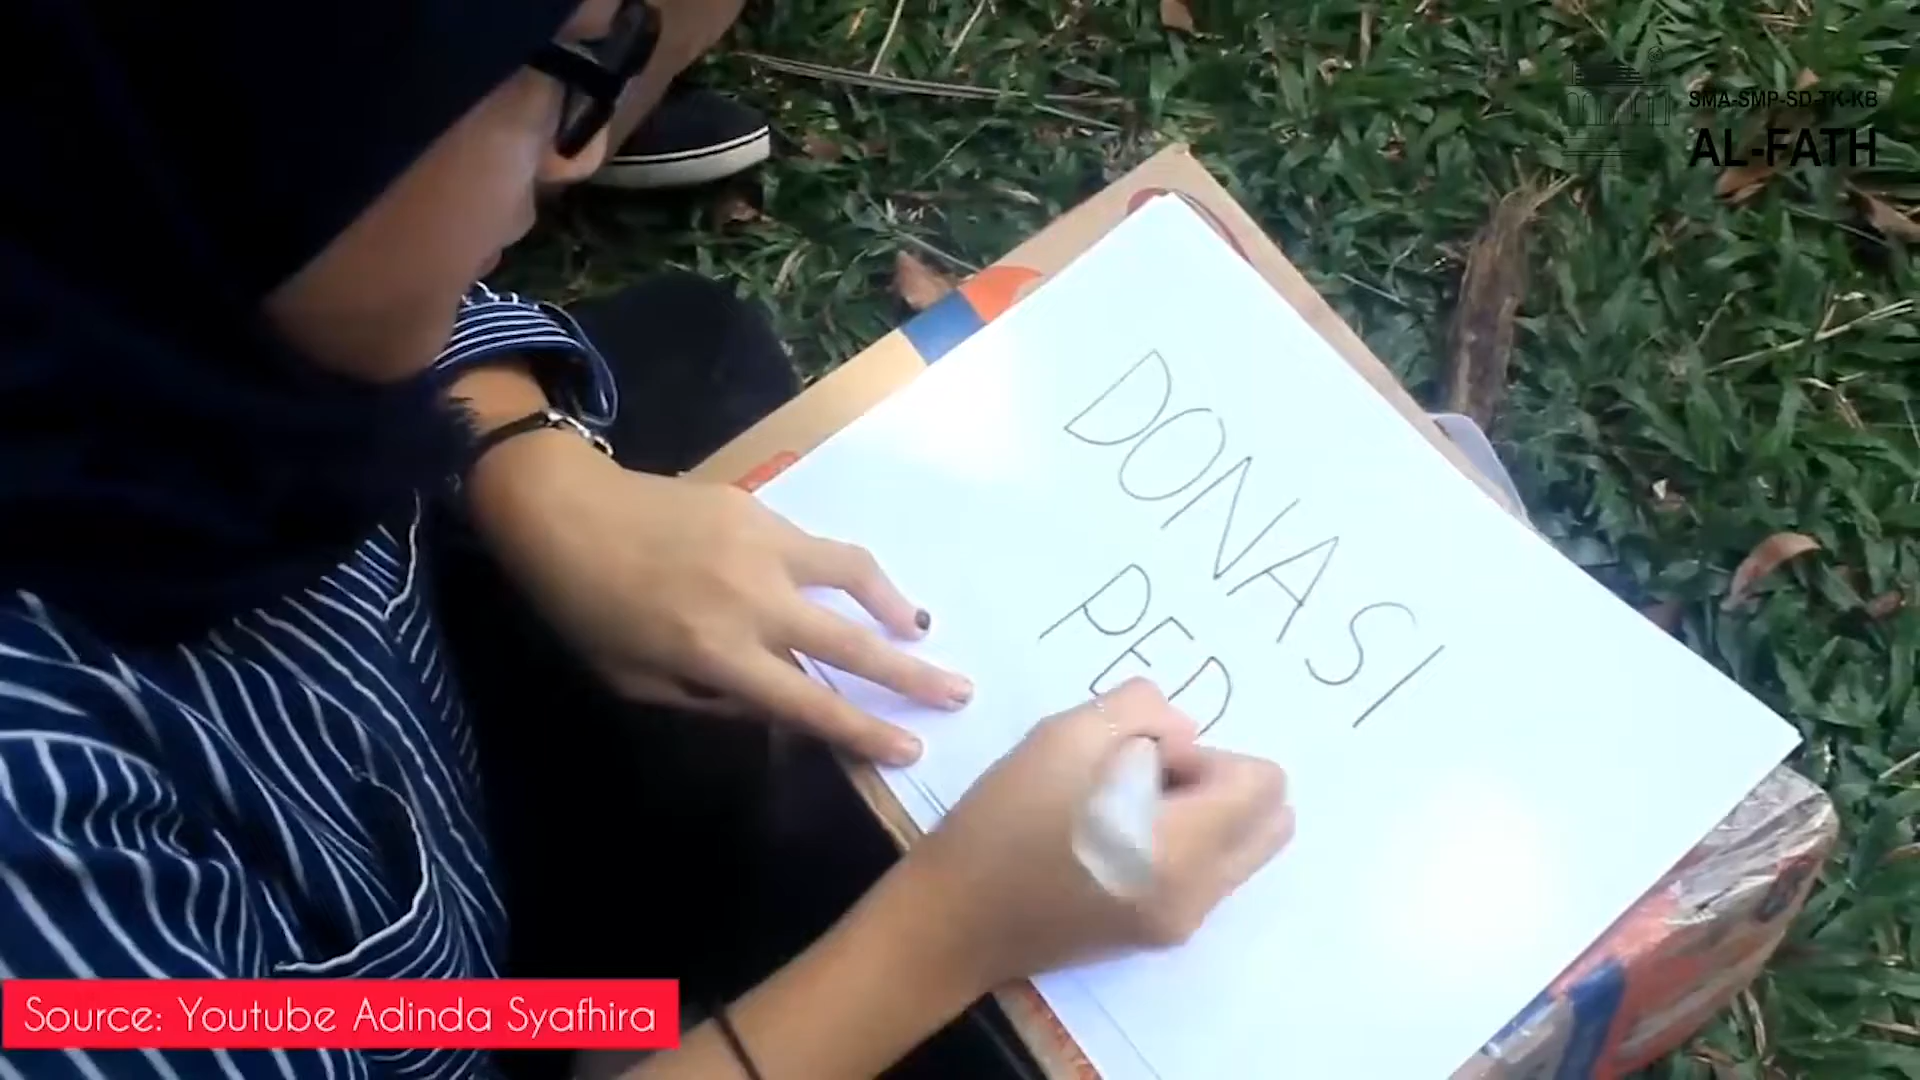 SMA-SMP-SD-TK-KB
AL-FATH
DONASI
PED
Source: Youtube Adinda Syafhira